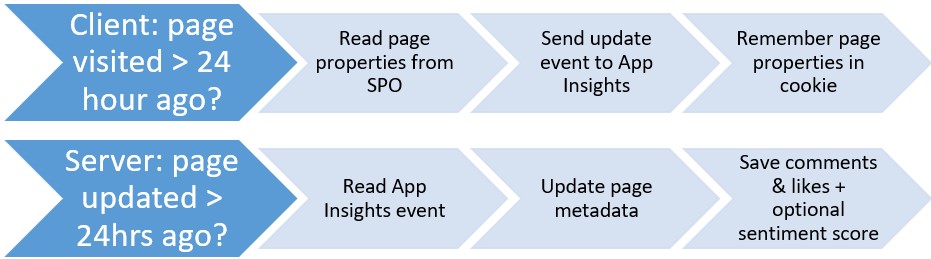 Client: page
visited > 24
hour ago?
Read page
properties from
SPO
Send update
event to App
Insights
Remember page
properties in
cookie
Server: page
updated >
24hrs ago?
Read App
Insights event
Update page
metadata
Save comments
& likes +
optional
sentiment score